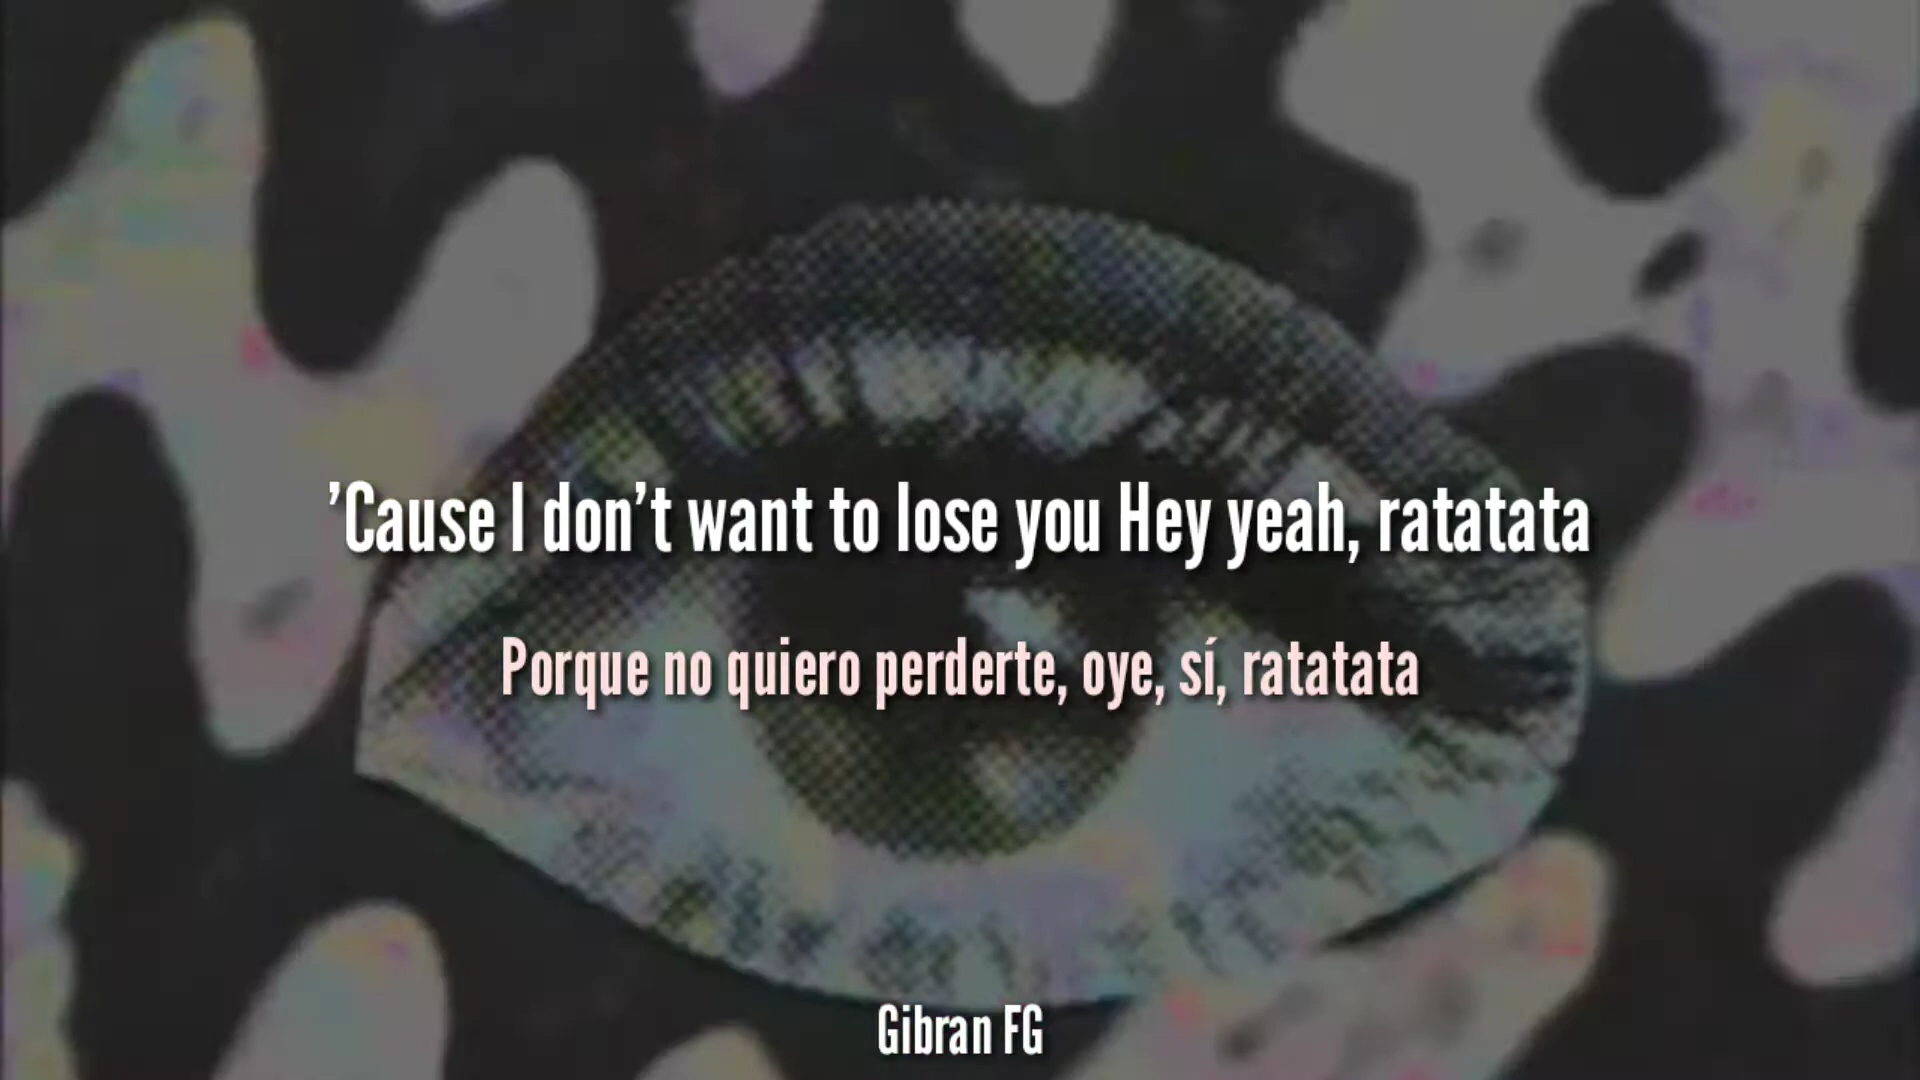 ’Cause I don’t want to lose you Hey yeah, ratatata
Porque no quiero perderte, oye, sí, ratatata
Gibran FG